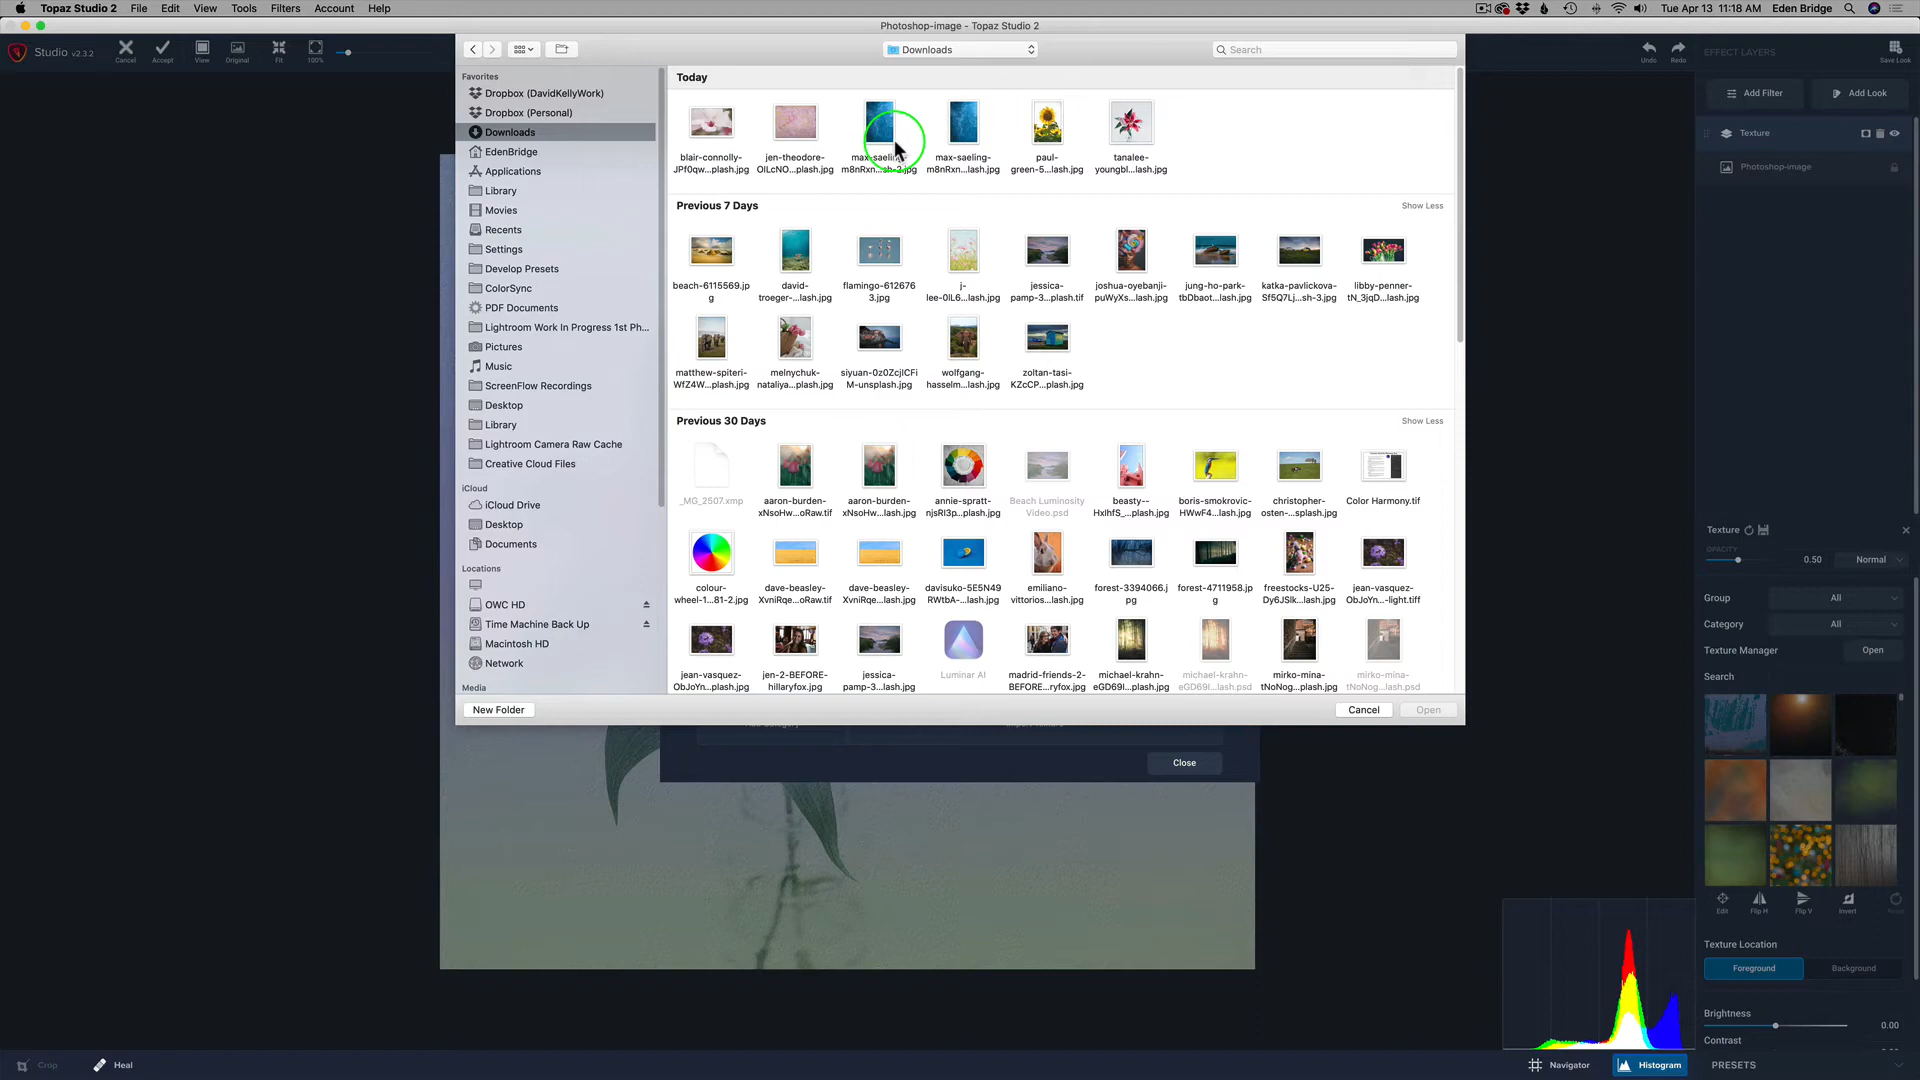 Topaz Studio 2 File Edit View Tools Filters Account Help
Tue Apr 13 11:18 AM Eden Bridge
Photoshop-image - Topaz Studio 2
Studio v2.3.2
Cancel Accept View Original Fit 100%
Downloads
Search
Undo Redo
EFFECT LAYERS
Save Look
Add Filter Add Look
Texture
Photoshop-image
Favorites
Dropbox (DavidKellyWork)
Dropbox (Personal)
Downloads
EdenBridge
Applications
Library
Movies
Recents
Settings
Develop Presets
ColorSync
PDF Documents
Lightroom Work In Progress 1st Ph...
Pictures
Music
ScreenFlow Recordings
Desktop
Library
Lightroom Camera Raw Cache
Creative Cloud Files
iCloud
iCloud Drive
Desktop
Documents
Locations
OWC HD
Time Machine Back Up
Macintosh HD
Network
Media
Today
blair-connolly- jen-theodore- max-saeling- max-saeling- paul- tanalee-
JPf0qw...plash.jpg OILcNO...plash.jpg m8nRxn...sh-2.jpg m8nRxn...lash.jpg green-5...lash.jpg youngbl...lash.jpg
Previous 7 Days Show Less
beach-6115569.jp david- flamingo-612676 j- jessica- joshua-oyebanji- jung-ho-park- katka-pavlickova- libby-penner-
g troeger-...lash.jpg 3.jpg lee-0lL6...lash.jpg pamp-3...plash.tif puWyXs...lash.jpg tbDbaot...lash.jpg Sf5Q7Lj...sh-3.jpg tN_3jqD...lash.jpg
matthew-spiteri- melnychuk- siyuan-0z0ZcjICFi wolfgang- zoltan-tasi-
WfZ4W...plash.jpg nataliya...plash.jpg M-unsplash.jpg hasselm...lash.jpg KZcCP...plash.jpg
Previous 30 Days Show Less
_MG_2507.xmp aaron-burden- aaron-burden- annie-spratt- Beach Luminosity beasty-- boris-smokrovic- christopher- Color Harmony.tif
xNsoHw...oRaw.tif xNsoHw...lash.jpg njsRI3p...plash.jpg Video.psd HxlhfS_...plash.jpg HWwF4...lash.jpg osten-...splash.jpg
colour- dave-beasley- dave-beasley- davisuko-5E5N49 emiliano- forest-3394066.j forest-4711958.jp freestocks-U25- jean-vasquez-
wheel-1...81-2.jpg XvniRqe...oRaw.tif XvniRqe...lash.jpg RWtbA-...lash.jpg vittorios...lash.jpg pg g Dy6JSlk...lash.jpg ObJoYn...-light.tiff
jean-vasquez- jen-2-BEFORE- jessica- Luminar AI madrid-friends-2- michael-krahn- michael-krahn- mirko-mina- mirko-mina-
ObJoYn...lash.jpg hillaryfox.jpg pamp-3...lash.jpg BEFORE...ryfox.jpg eGD69I...plash.jpg eGD69I...lash.psd tNoNog...plash.jpg tNoNog...lash.psd
New Folder Cancel Open
Close
Texture
OPACITY 0.50 Normal
Group All
Category All
Texture Manager Open
Search
Edit Flip H Flip V Invert
Texture Location
Foreground Background
Brightness 0.00
Contrast
Crop Heal
Navigator Histogram PRESETS